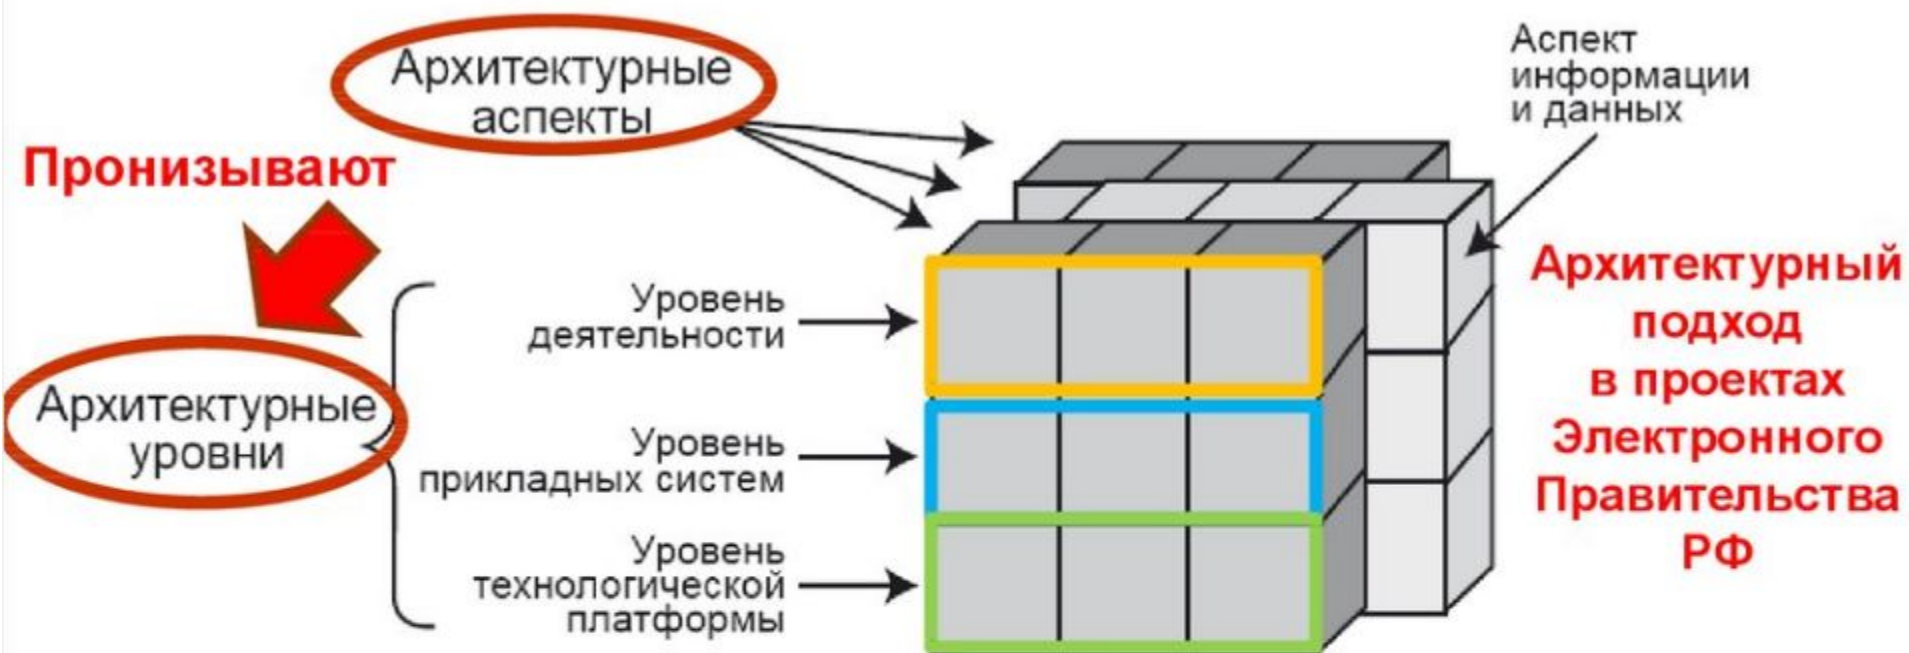 Архитектурные
аспекты
Аспект
информации
и данных
Пронизывают
Архитектурные
уровни
Уровень
деятельности
Уровень
прикладных систем
Уровень
технологической
платформы
Архитектурный
подход
в проектах
Электронного
Правительства
РФ